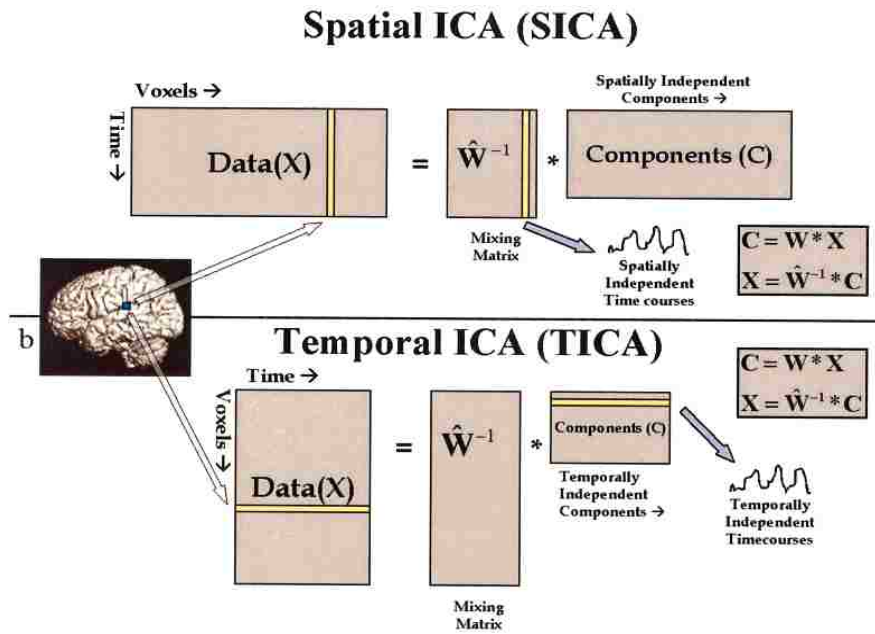 Spatial ICA (SICA)
Voxels →
Time →
Data(X)
=
Ŵ⁻¹
*
Spatially Independent
Components →
Components (C)
Mixing
Matrix
Spatially
Independent
Time courses
C = W * X
X = Ŵ⁻¹ * C
b
Temporal ICA (TICA)
Time →
Voxels →
Data(X)
=
Ŵ⁻¹
*
Components (C)
Temporally
Independent
Components →
Mixing
Matrix
Temporally
Independent
Timecourses
C = W * X
X = Ŵ⁻¹ * C